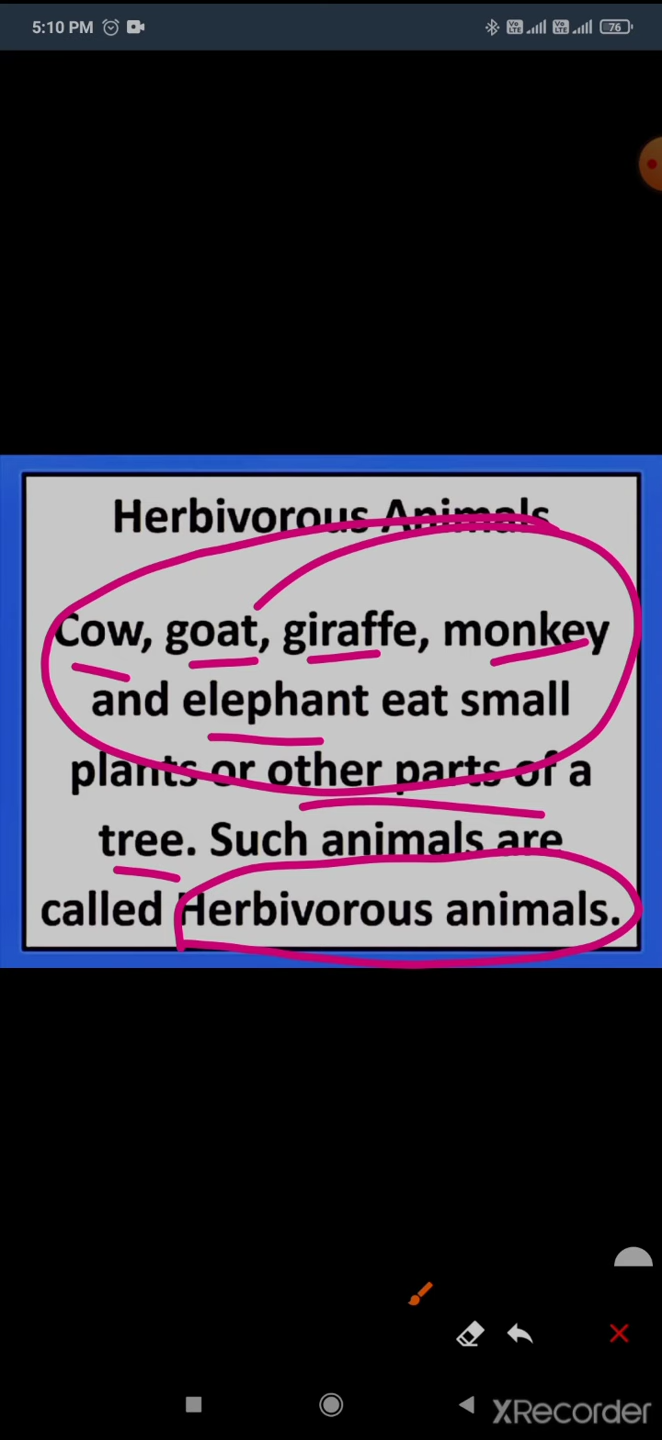 5:10 PM
76
Herbivorous Animals
Cow, goat, giraffe, monkey
and elephant eat small
plants or other parts of a
tree. Such animals are
called Herbivorous animals.
XRecorder